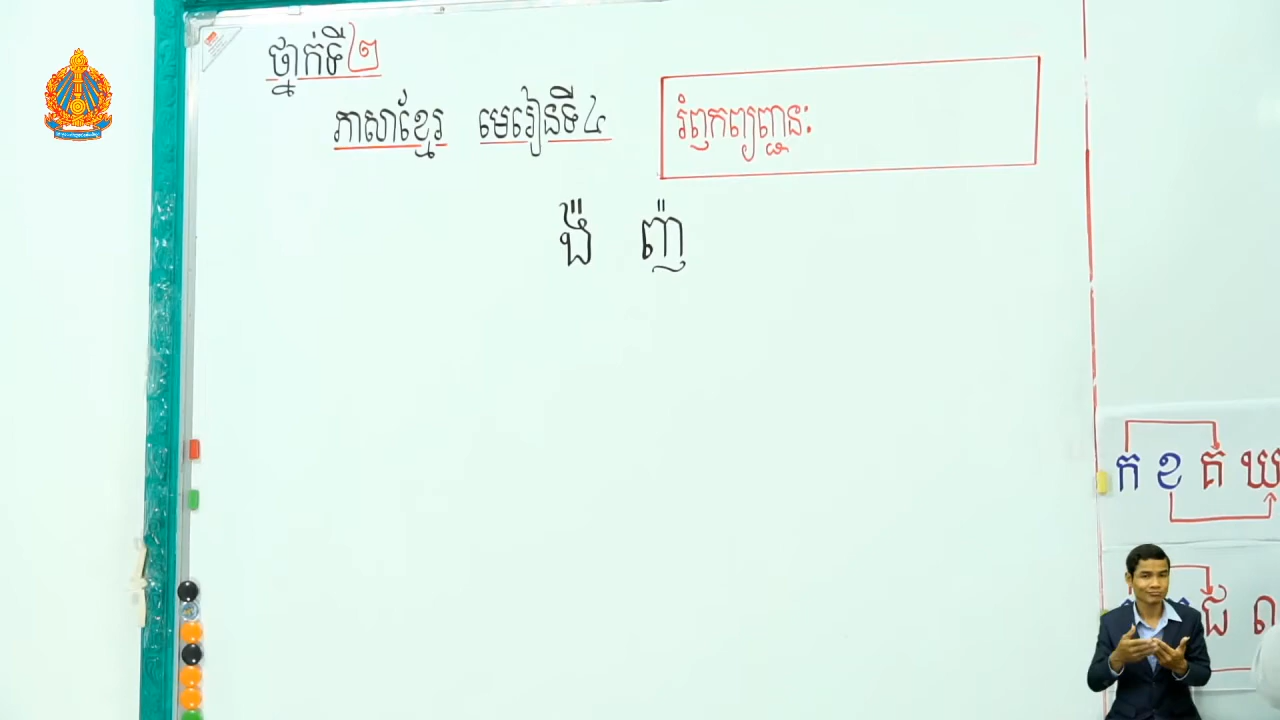 ថ្នាក់ទី២
ភាសាខ្មែរ មេរៀនទី៤
រំឭកព្យញ្ជនៈ
ង៉ ញ៉
ក ខ គ ឃ
ជ